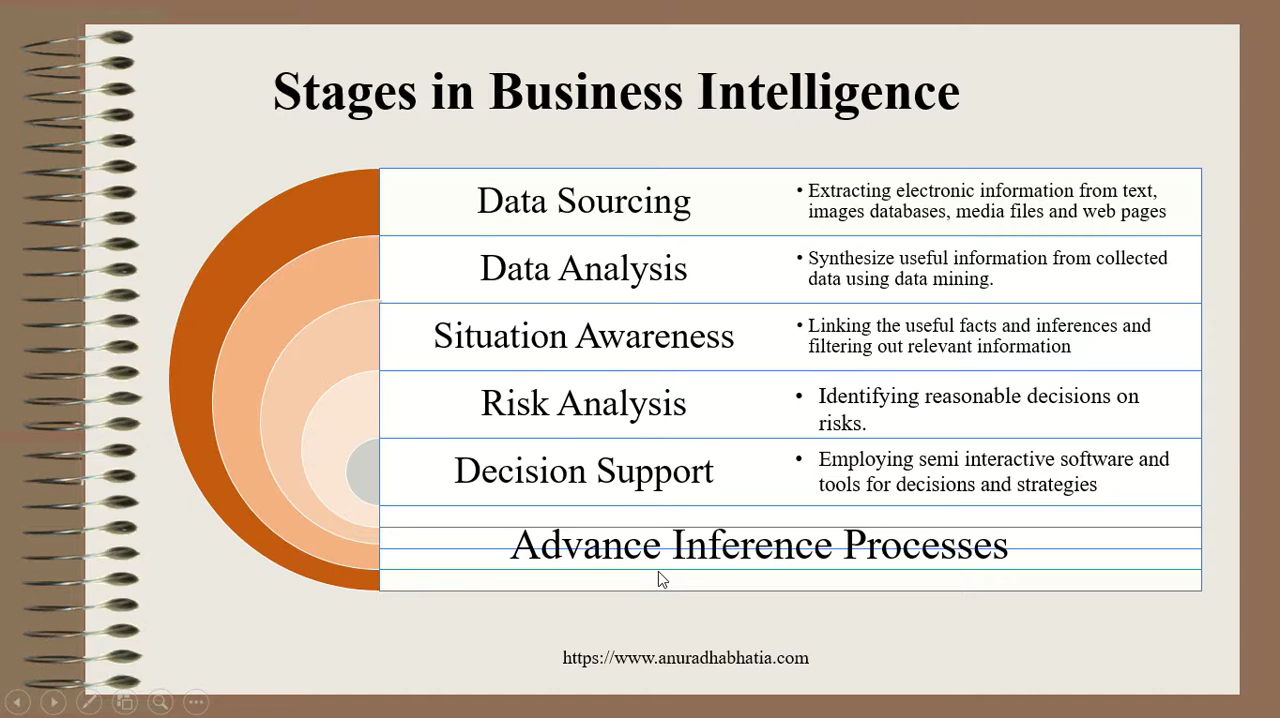 Stages in Business Intelligence
Data Sourcing
• Extracting electronic information from text,
images databases, media files and web pages
Data Analysis
• Synthesize useful information from collected
data using data mining.
Situation Awareness
• Linking the useful facts and inferences and
filtering out relevant information
Risk Analysis
• Identifying reasonable decisions on
risks.
Decision Support
• Employing semi interactive software and
tools for decisions and strategies
Advance Inference Processes
https://www.anuradhabhatia.com